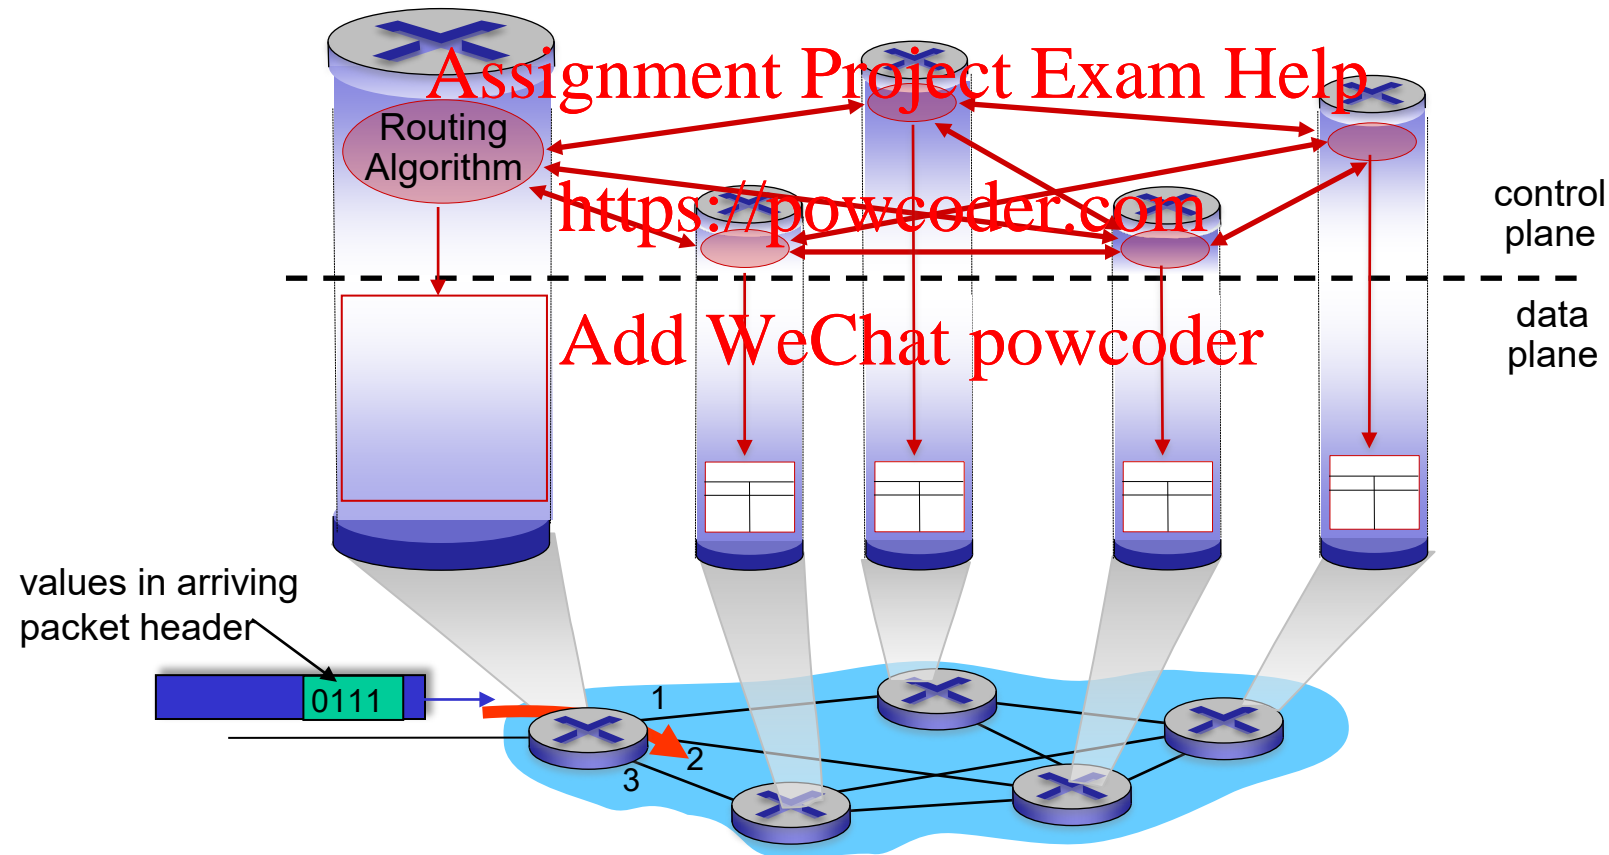 Assignment Project Exam Help
Routing
Algorithm
https://powcoder.com
control
plane
data
plane
Add WeChat powcoder
values in arriving
packet header
0111
1
2
3